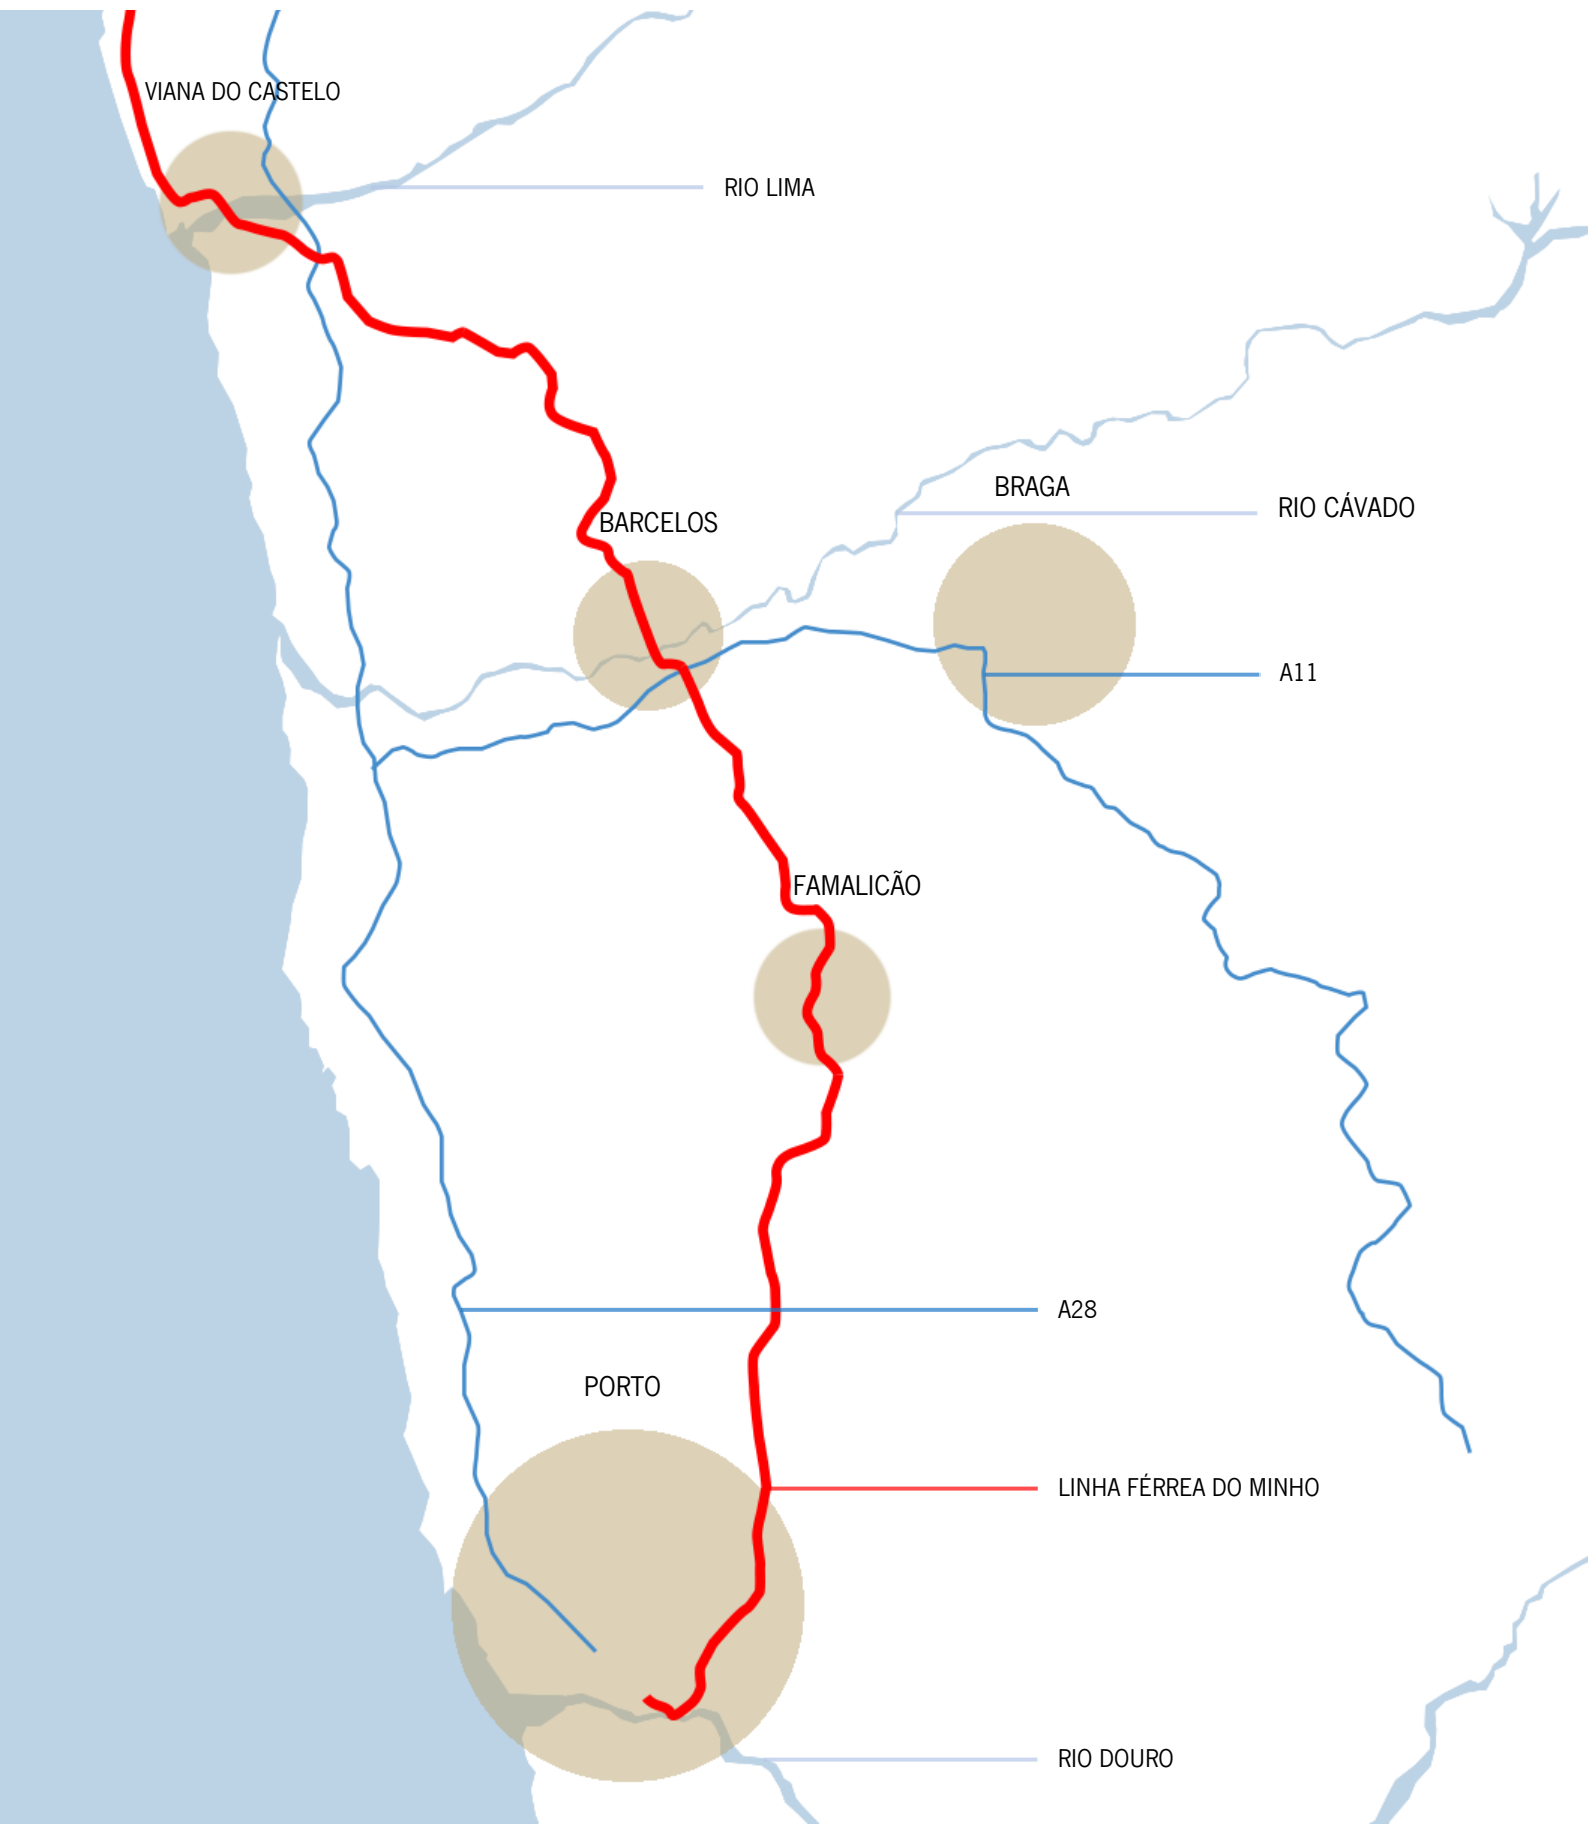 VIANA DO CASTELO
RIO LIMA
BRAGA
RIO CÁVADO
BARCELOS
A11
FAMALICÃO
A28
PORTO
LINHA FÉRREA DO MINHO
RIO DOURO